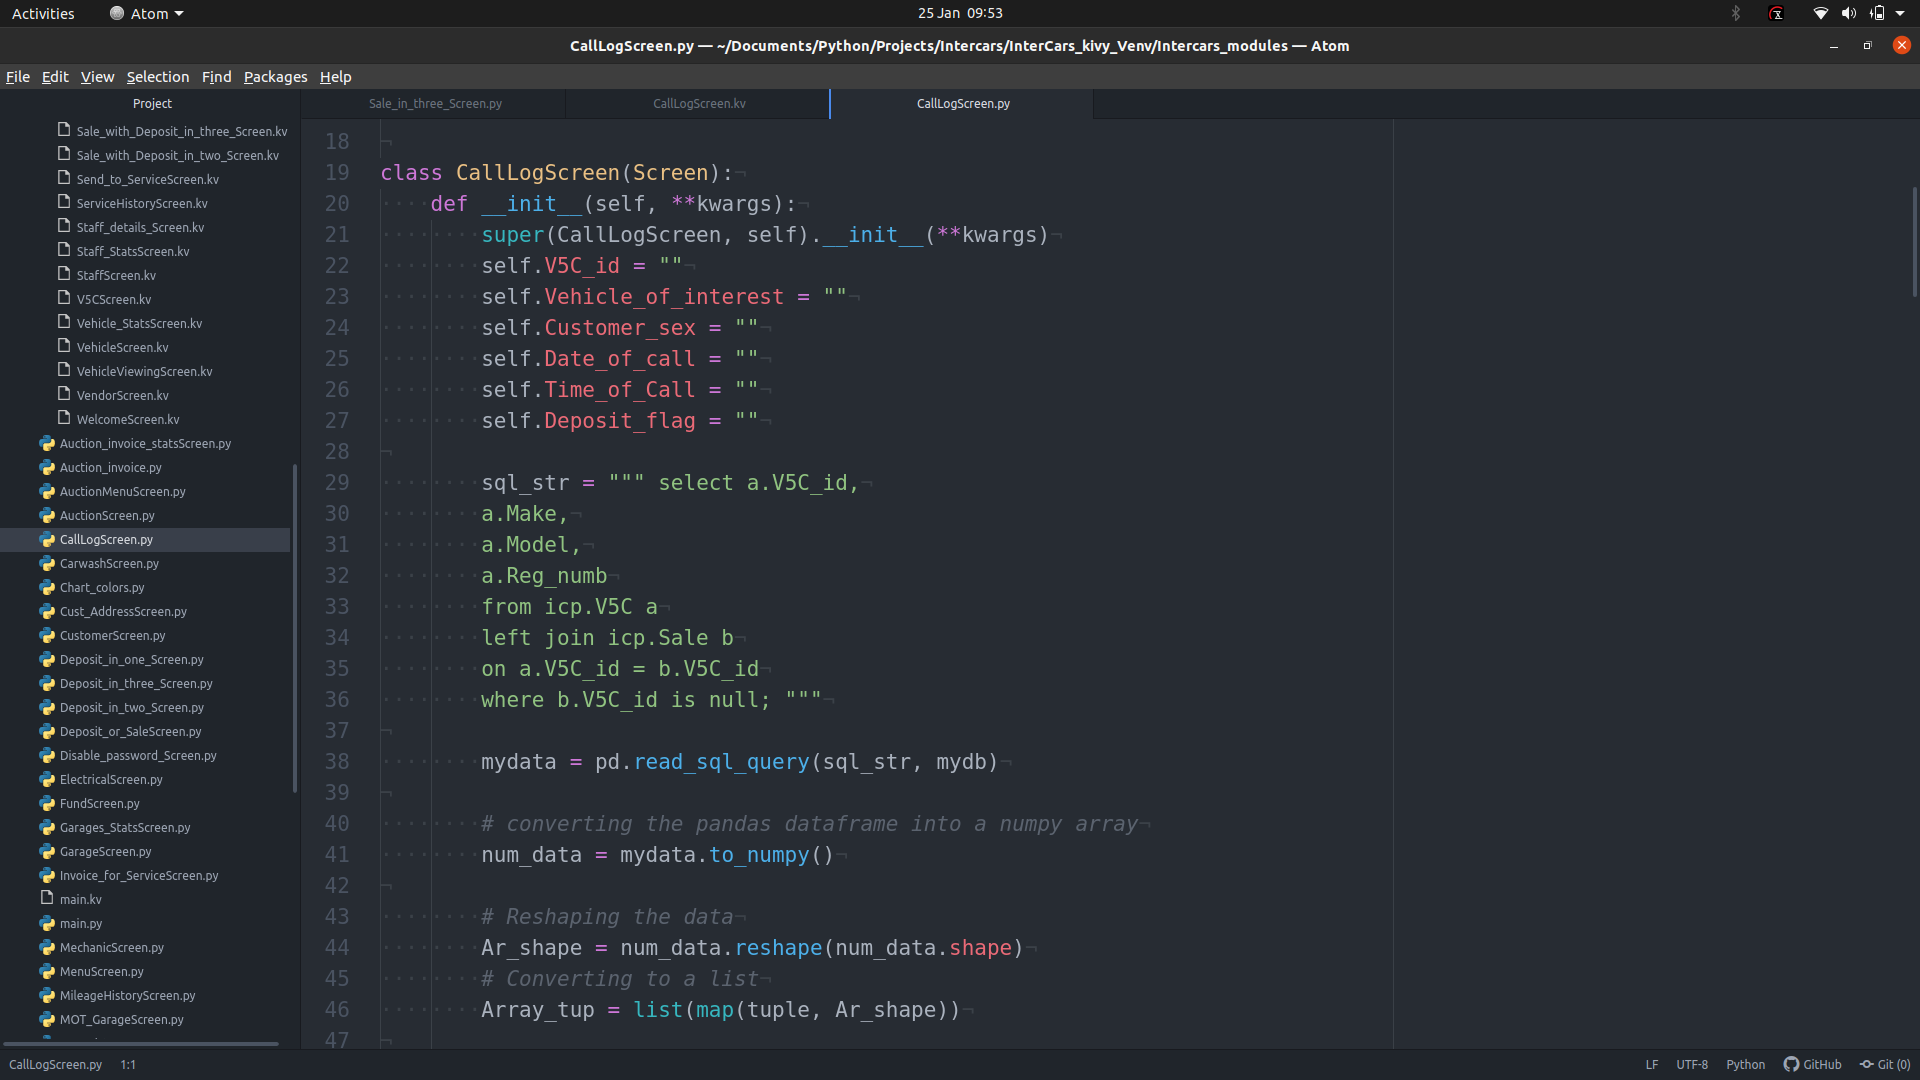 Activities
Atom
25 Jan 09:53
CallLogScreen.py — ~/Documents/Python/Projects/Intercars/InterCars_kivy_Venv/Intercars_modules — Atom
File Edit View Selection Find Packages Help
Project
Sale_with_Deposit_in_three_Screen.kv
Sale_with_Deposit_in_two_Screen.kv
Send_to_ServiceScreen.kv
ServiceHistoryScreen.kv
Staff_details_Screen.kv
Staff_StatsScreen.kv
StaffScreen.kv
V5CScreen.kv
Vehicle_StatsScreen.kv
VehicleScreen.kv
VehicleViewingScreen.kv
VendorScreen.kv
WelcomeScreen.kv
Auction_invoice_statsScreen.py
Auction_invoice.py
AuctionMenuScreen.py
AuctionScreen.py
CallLogScreen.py
CarwashScreen.py
Chart_colors.py
Cust_AddressScreen.py
CustomerScreen.py
Deposit_in_one_Screen.py
Deposit_in_three_Screen.py
Deposit_in_two_Screen.py
Deposit_or_SaleScreen.py
Disable_password_Screen.py
ElectricalScreen.py
FundScreen.py
Garages_StatsScreen.py
GarageScreen.py
Invoice_for_ServiceScreen.py
main.kv
main.py
MechanicScreen.py
MenuScreen.py
MileageHistoryScreen.py
MOT_GarageScreen.py
Sale_in_three_Screen.py
CallLogScreen.kv
CallLogScreen.py
18
19 class CallLogScreen(Screen):
20 def __init__(self, **kwargs):
21 super(CallLogScreen, self).__init__(**kwargs)
22 self.V5C_id = ""
23 self.Vehicle_of_interest = ""
24 self.Customer_sex = ""
25 self.Date_of_call = ""
26 self.Time_of_Call = ""
27 self.Deposit_flag = ""
28
29 sql_str = """ select a.V5C_id,
30 a.Make,
31 a.Model,
32 a.Reg_numb
33 from icp.V5C a
34 left join icp.Sale b
35 on a.V5C_id = b.V5C_id
36 where b.V5C_id is null; """
37
38 mydata = pd.read_sql_query(sql_str, mydb)
39
40 # converting the pandas dataframe into a numpy array
41 num_data = mydata.to_numpy()
42
43 # Reshaping the data
44 Ar_shape = num_data.reshape(num_data.shape)
45 # Converting to a list
46 Array_tup = list(map(tuple, Ar_shape))
47
CallLogScreen.py 1:1
LF UTF-8 Python GitHub Git (0)